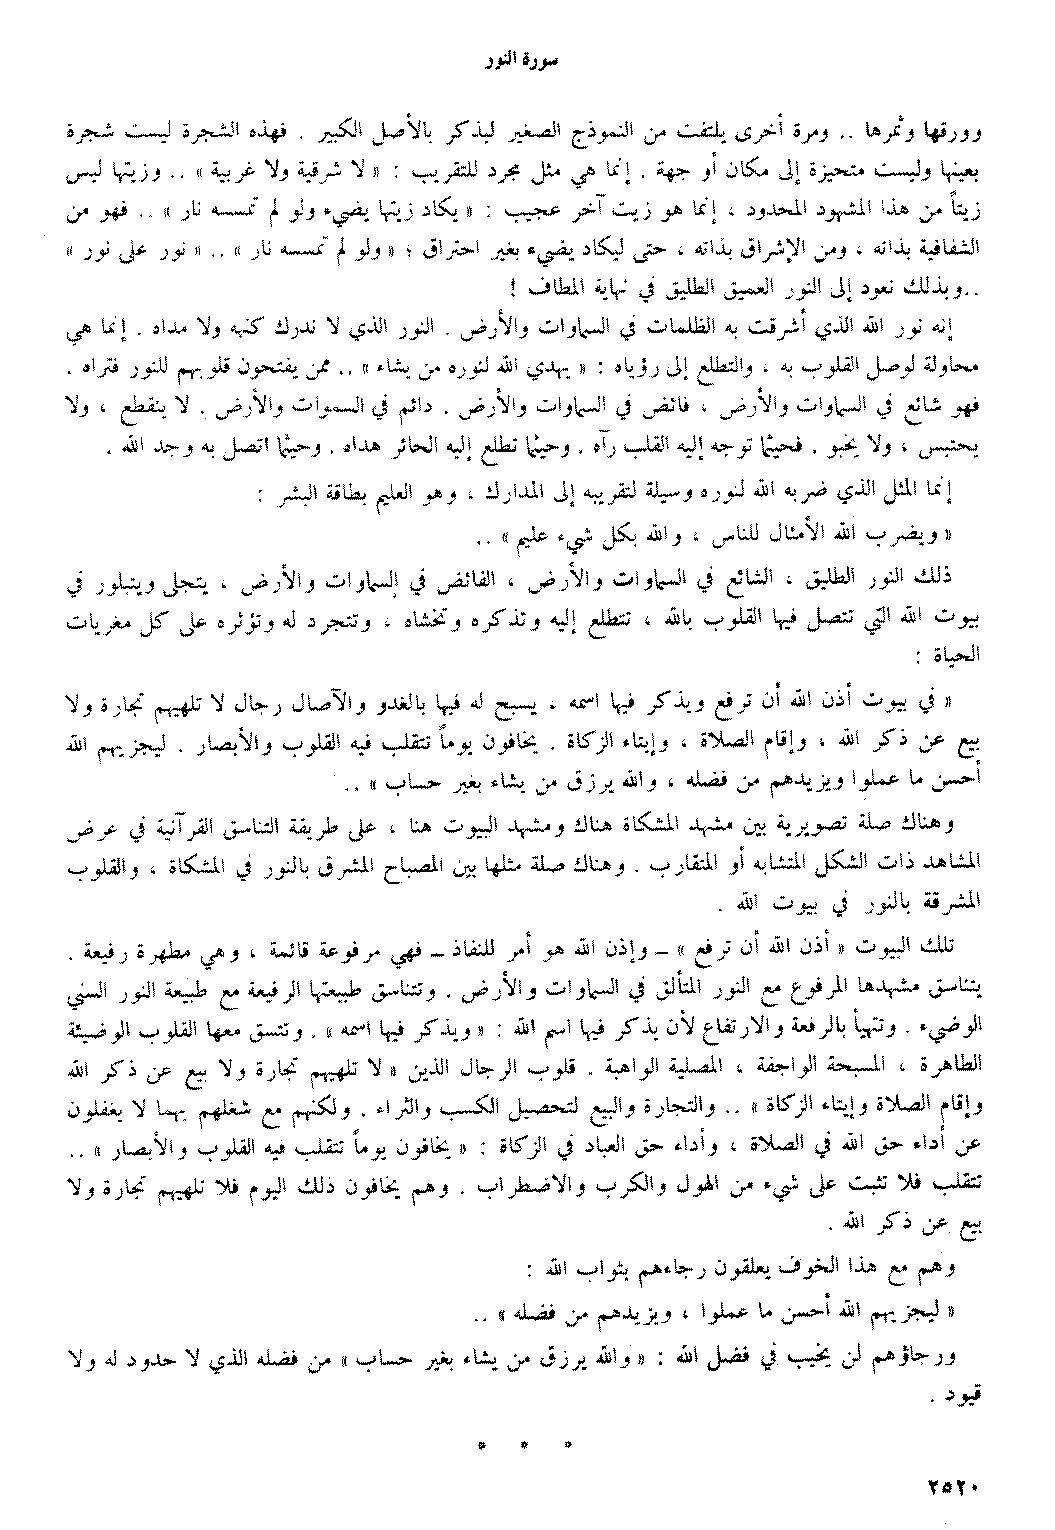 سورة النور
وورقها وثمرها .. ومرة أخرى يلتفت من النموذج الصغير ليذكر بالأصل الكبير . فهذه الشجرة ليست شجرة
بعينها وليست متحيزة إلى مكان أو جهة . إنما هي مثل مجرد للتقريب : « لا شرقية ولا غربية » .. وزيتها ليس
زيتاً من هذا المشهود المحدود ، إنما هو زيت آخر عجيب : « يكاد زيتها يضيء ولو لم تمسسه نار » .. فهو من
الشفافية بذاته ، ومن الإشراق بذاته ، حتى ليكاد يضيء بغير احتراق ؛ « ولو لم تمسسه نار » .. « نور على نور »
..وبذلك نعود إلى النور العميق الطليق في نهاية المطاف !
إنه نور الله الذي أشرقت به الظلمات في السماوات والأرض . النور الذي لا ندرك كنهه ولا مداه . إنما هي
محاولة لوصل القلوب به ، والتطلع إلى رؤياه : « يهدي الله لنوره من يشاء » .. ممن يفتحون قلوبهم للنور فتراه .
فهو شائع في السماوات والأرض ، فائض في السماوات والأرض . دائم في السموات والأرض . لا ينقطع ، ولا
يحتبس ، ولا يخبو . فحيثما توجه إليه القلب رآه . وحيثما تطلع إليه الحائر هداه . وحيثما اتصل به وجد الله .
إنما المثل الذي ضربه الله لنوره وسيلة لتقريبه إلى المدارك ، وهو العليم بطاقة البشر :
« ويضرب الله الأمثال للناس ، والله بكل شيء عليم » ..
ذلك النور الطليق ، الشائع في السماوات والأرض ، الفائض في السماوات والأرض ، يتجلى ويتبلور في
بيوت الله التي تتصل فيها القلوب بالله ، تتطلع إليه وتذكره وتخشاه ، وتتجرد له وتؤثره على كل مغريات
الحياة :
« في بيوت أذن الله أن ترفع ويذكر فيها اسمه ، يسبح له فيها بالغدو والآصال رجال لا تلهيهم تجارة ولا
بيع عن ذكر الله ، وإقام الصلاة ، وإيتاء الزكاة . يخافون يوماً تتقلب فيه القلوب والأبصار . ليجزيهم الله
أحسن ما عملوا ويزيدهم من فضله ، والله يرزق من يشاء بغير حساب » ..
وهناك صلة تصويرية بين مشهد المشكاة هناك ومشهد البيوت هنا ، على طريقة التناسق القرآنية في عرض
المشاهد ذات الشكل المتشابه أو المتقارب . وهناك صلة مثلها بين المصباح المشرق بالنور في المشكاة ، والقلوب
المشرقة بالنور في بيوت الله .
تلك البيوت « أذن الله أن ترفع » – وإذن الله هو أمر للنفاذ – فهي مرفوعة قائمة ، وهي مطهرة رفيعة .
يتناسق مشهدها المرفوع مع النور المتألق في السماوات والأرض . وتتناسق طبيعتها الرفيعة مع طبيعة النور السني
الوضيء . وتتهيأ بالرفعة والارتفاع لأن يذكر فيها اسم الله : « ويذكر فيها اسمه » . وتتسق معها القلوب الوضيئة
الطاهرة ، المسبحة الواجفة ، المصلية الواهبة . قلوب الرجال الذين « لا تلهيهم تجارة ولا بيع عن ذكر الله
وإقام الصلاة وإيتاء الزكاة » .. والتجارة والبيع لتحصيل الكسب والثراء . ولكنهم مع شغلهم بهما لا يغفلون
عن أداء حق الله في الصلاة ، وأداء حق العباد في الزكاة : « يخافون يوماً تتقلب فيه القلوب والأبصار » ..
تتقلب فلا تثبت على شيء من الهول والكرب والاضطراب . وهم يخافون ذلك اليوم فلا تلهيهم تجارة ولا
بيع عن ذكر الله .
وهم مع هذا الخوف يعلقون رجاءهم بثواب الله :
« ليجزيهم الله أحسن ما عملوا ، ويزيدهم من فضله » ..
ورجاؤهم لن يخيب في فضل الله : « والله يرزق من يشاء بغير حساب » من فضله الذي لا حدود له ولا
قيود .
* * *
٢٥٢٠